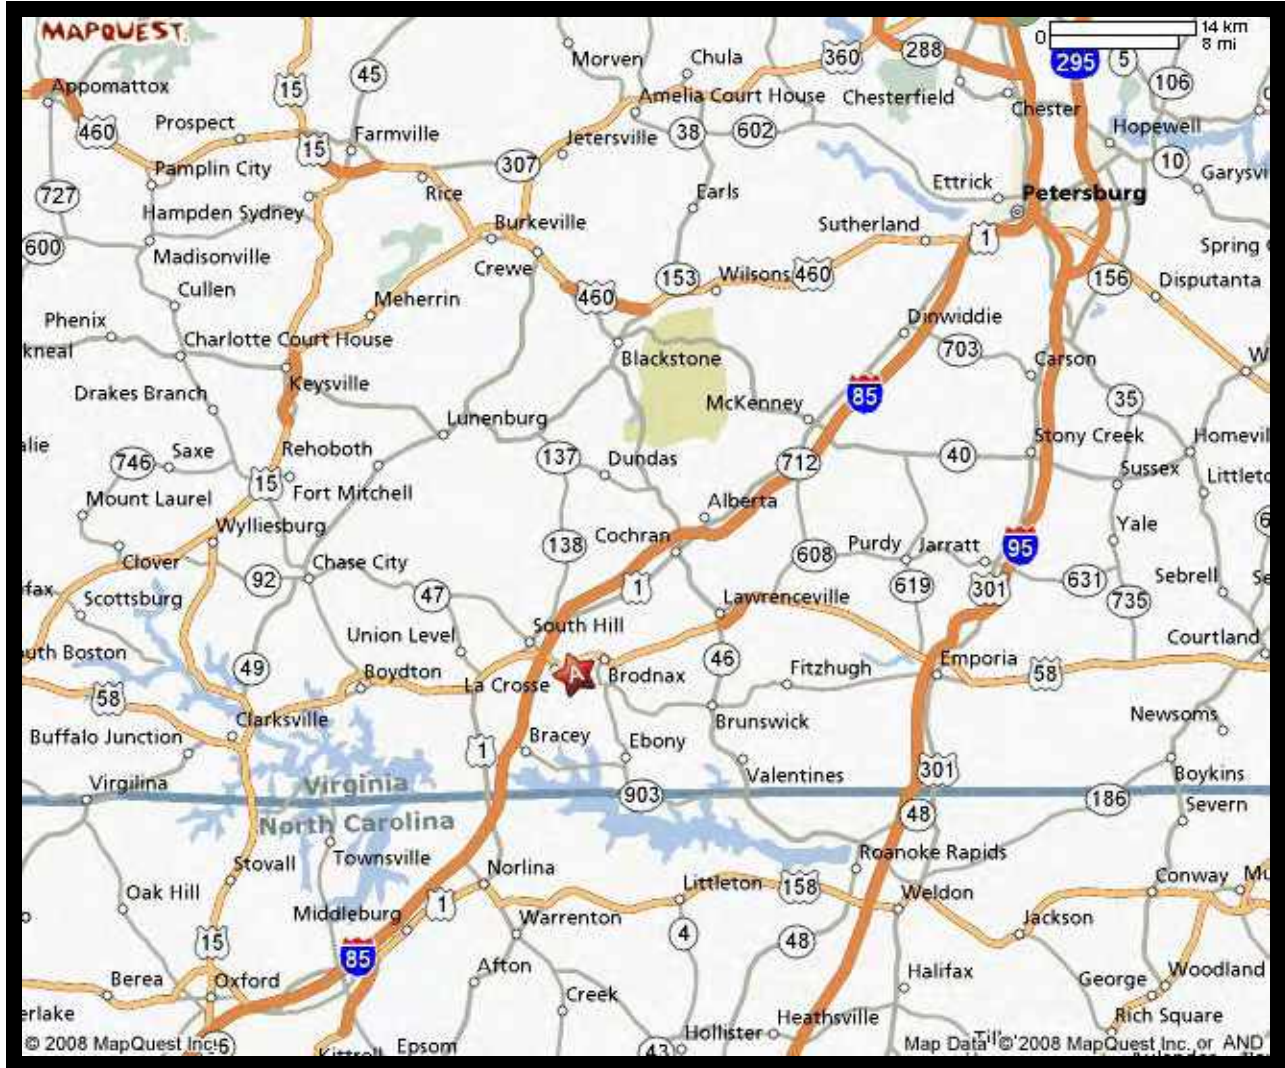 MAPQUEST.
14 km
0
8 mi
Morven
Chula
360
288
295
5
106
Appomattox
15
45
Amelia Court House
Chesterfield
Chester
460
Prospect
15
Farmville
Jetersville
38
602
Hopewell
Pamplin City
307
10
727
Rice
Earls
Ettrick
Petersburg
Hampden Sydney
Burkeville
Sutherland
1
600
Madisonville
Crewe
153
Wilsons
460
156
Disputanta
Spring
Cullen
Meherrin
460
Phenix
Charlotte Court House
Dinwiddie
703
Carson
Blackstone
Keysville
85
35
Drakes Branch
Lunenburg
McKenney
746
Saxe
Rehoboth
137
Dundas
712
40
Stony Creek
Sussex
15
Fort Mitchell
Mount Laurel
Alberta
Wylliesburg
138
Cochran
608
Purdy
Jarratt
95
Yale
Clover
92
Chase City
47
1
619
301
631
735
Sebrell
Scottsburg
Lawrenceville
Union Level
South Hill
Courtland
49
Boydton
La Crosse
A
Brodnax
46
Fitzhugh
Emporia
58
58
Clarksville
Brunswick
Newsoms
Buffalo Junction
1
Bracey
Ebony
Valentines
301
Boykins
Virgilina
Virginia
903
186
Severn
North Carolina
48
Stovall
Townsville
Norlina
Roanoke Rapids
Oak Hill
Littleton
158
Weldon
Conway
Middleburg
1
Warrenton
Jackson
15
85
4
48
Berea
Oxford
Afton
Halifax
George
Woodland
Creek
Rich Square
Hollister
Heathsville
43
Epsom
© 2008 MapQuest Inc.
Map Data © 2008 MapQuest Inc. or AND